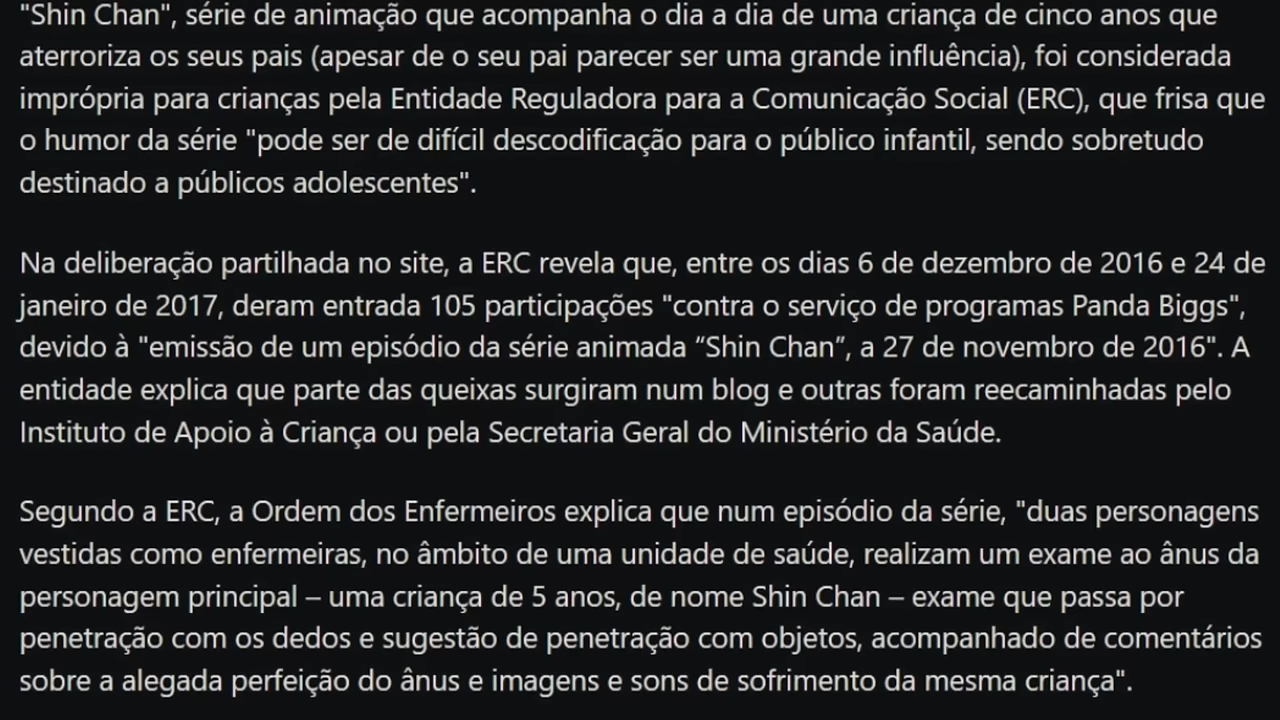 "Shin Chan", série de animação que acompanha o dia a dia de uma criança de cinco anos que
aterroriza os seus pais (apesar de o seu pai parecer ser uma grande influência), foi considerada
imprópria para crianças pela Entidade Reguladora para a Comunicação Social (ERC), que frisa que
o humor da série "pode ser de difícil descodificação para o público infantil, sendo sobretudo
destinado a públicos adolescentes".
Na deliberação partilhada no site, a ERC revela que, entre os dias 6 de dezembro de 2016 e 24 de
janeiro de 2017, deram entrada 105 participações "contra o serviço de programas Panda Biggs",
devido à "emissão de um episódio da série animada “Shin Chan”, a 27 de novembro de 2016". A
entidade explica que parte das queixas surgiram num blog e outras foram reecaminhadas pelo
Instituto de Apoio à Criança ou pela Secretaria Geral do Ministério da Saúde.
Segundo a ERC, a Ordem dos Enfermeiros explica que num episódio da série, "duas personagens
vestidas como enfermeiras, no âmbito de uma unidade de saúde, realizam um exame ao ânus da
personagem principal – uma criança de 5 anos, de nome Shin Chan – exame que passa por
penetração com os dedos e sugestão de penetração com objetos, acompanhado de comentários
sobre a alegada perfeição do ânus e imagens e sons de sofrimento da mesma criança".